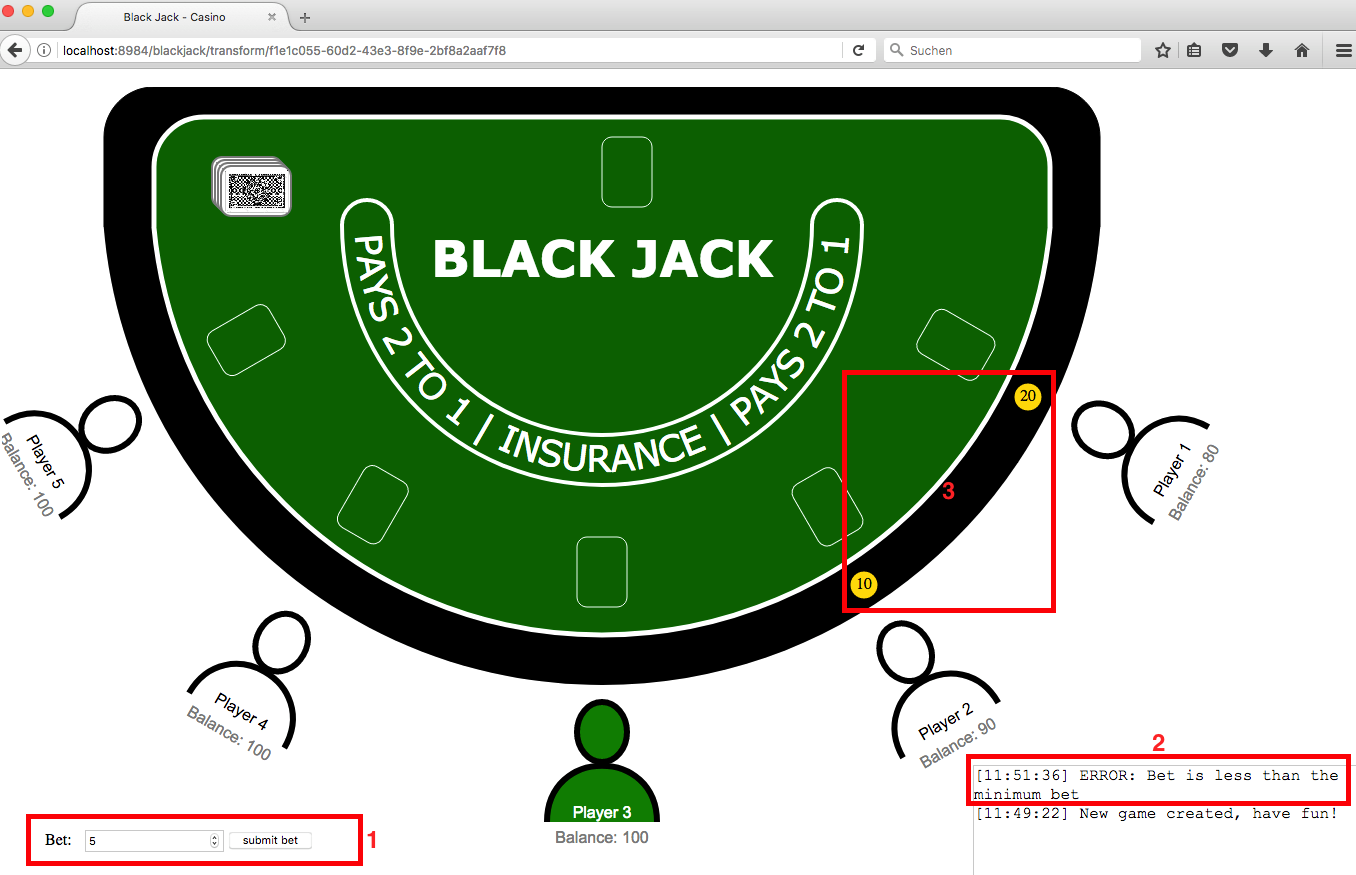 Black Jack - Casino
localhost:8984/blackjack/transform/f1e1c055-60d2-43e3-8f9e-2bf8a2aaf7f8
Suchen
BLACK JACK
PAYS 2 TO 1 | INSURANCE | PAYS 2 TO 1
20
3
10
Player 5
Balance: 100
Player 1
Balance: 80
Player 4
Balance: 100
Player 2
Balance: 90
Player 3
Balance: 100
2
[11:51:36] ERROR: Bet is less than the
minimum bet
[11:49:22] New game created, have fun!
Bet: 5 submit bet
1